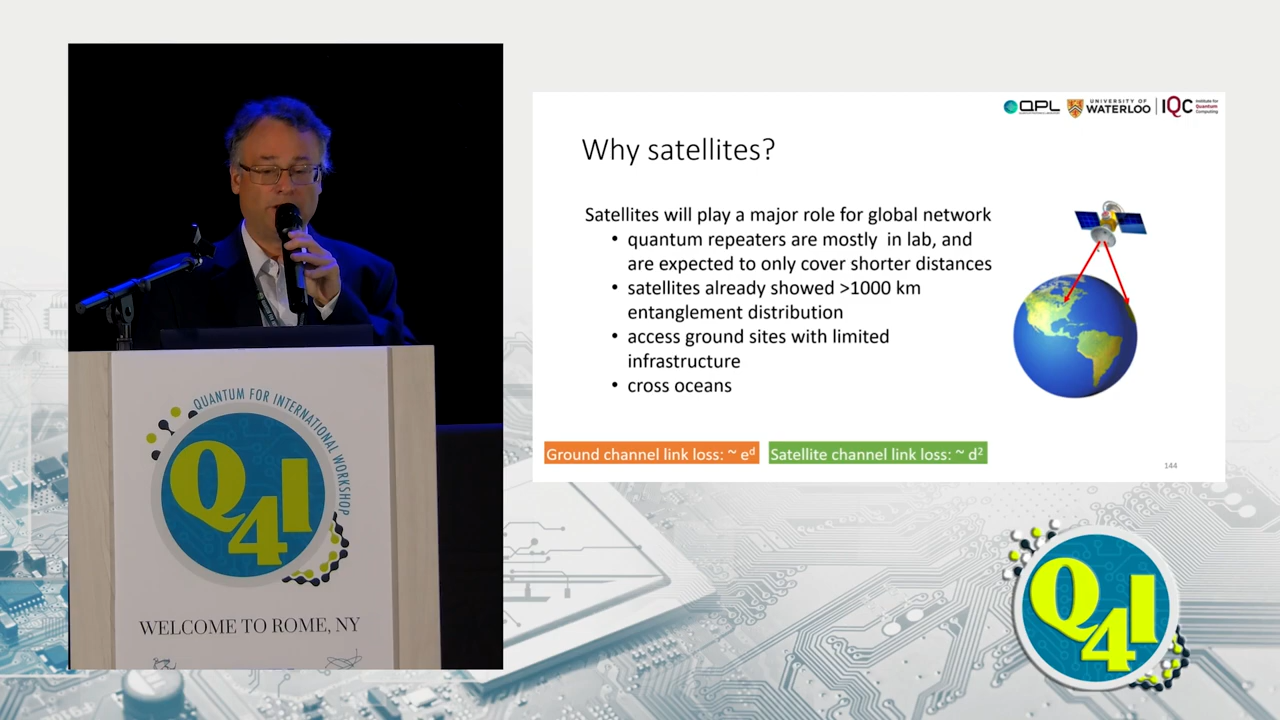 QPL
UNIVERSITY OF
WATERLOO
IQC
Institute for
Quantum
Computing
Why satellites?
Satellites will play a major role for global network
• quantum repeaters are mostly in lab, and
are expected to only cover shorter distances
• satellites already showed >1000 km
entanglement distribution
• access ground sites with limited
infrastructure
• cross oceans
Ground channel link loss: ~ e^d
Satellite channel link loss: ~ d²
144
QUANTUM FOR INTERNATIONAL WORKSHOP
Q4I
WELCOME TO ROME, NY
Q4I